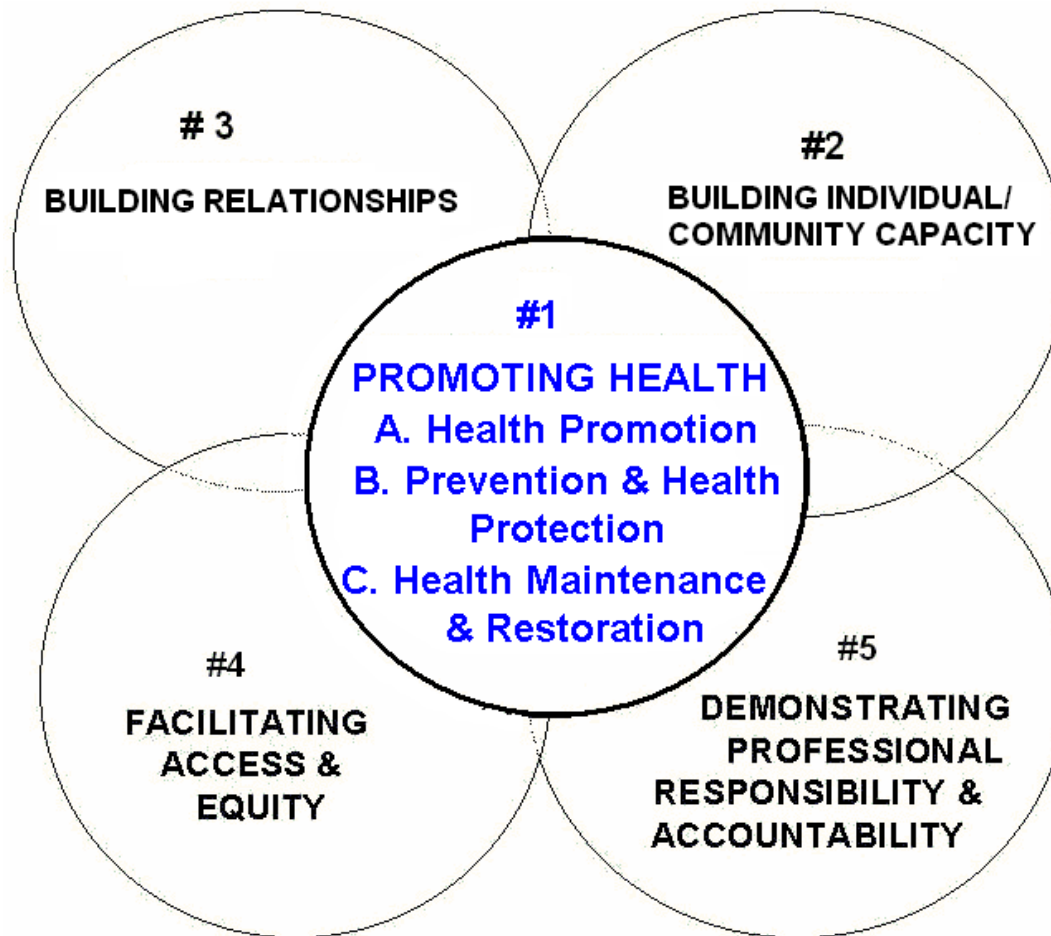 # 3
BUILDING RELATIONSHIPS
#2
BUILDING INDIVIDUAL/
COMMUNITY CAPACITY
#1
PROMOTING HEALTH
A. Health Promotion
B. Prevention & Health
Protection
C. Health Maintenance
& Restoration
#4
FACILITATING
ACCESS &
EQUITY
#5
DEMONSTRATING
PROFESSIONAL
RESPONSIBILITY &
ACCOUNTABILITY